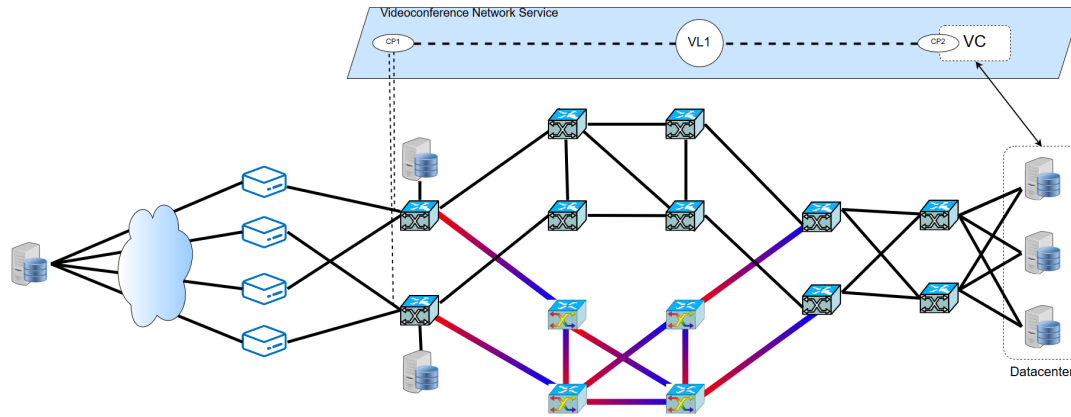 Videoconference Network Service
CP1
VL1
CP2
VC
Datacenter